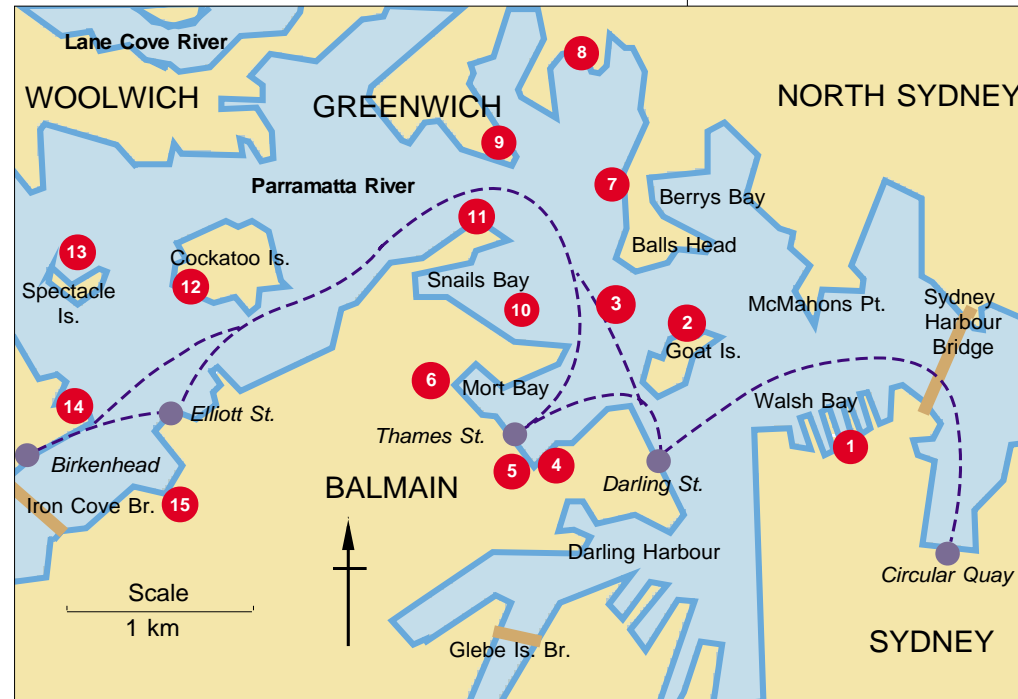 Lane Cove River
WOOLWICH
GREENWICH
NORTH SYDNEY
8
9
Parramatta River
7
Berrys Bay
11
Balls Head
13
Cockatoo Is.
12
Spectacle
Is.
Snails Bay
10
3
2
Goat Is.
McMahons Pt.
Sydney
Harbour
Bridge
6
Mort Bay
Walsh Bay
1
14
Elliott St.
Thames St.
Birkenhead
5
4
Darling St.
BALMAIN
Iron Cove Br.
15
Darling Harbour
Circular Quay
Scale
1 km
Glebe Is. Br.
SYDNEY